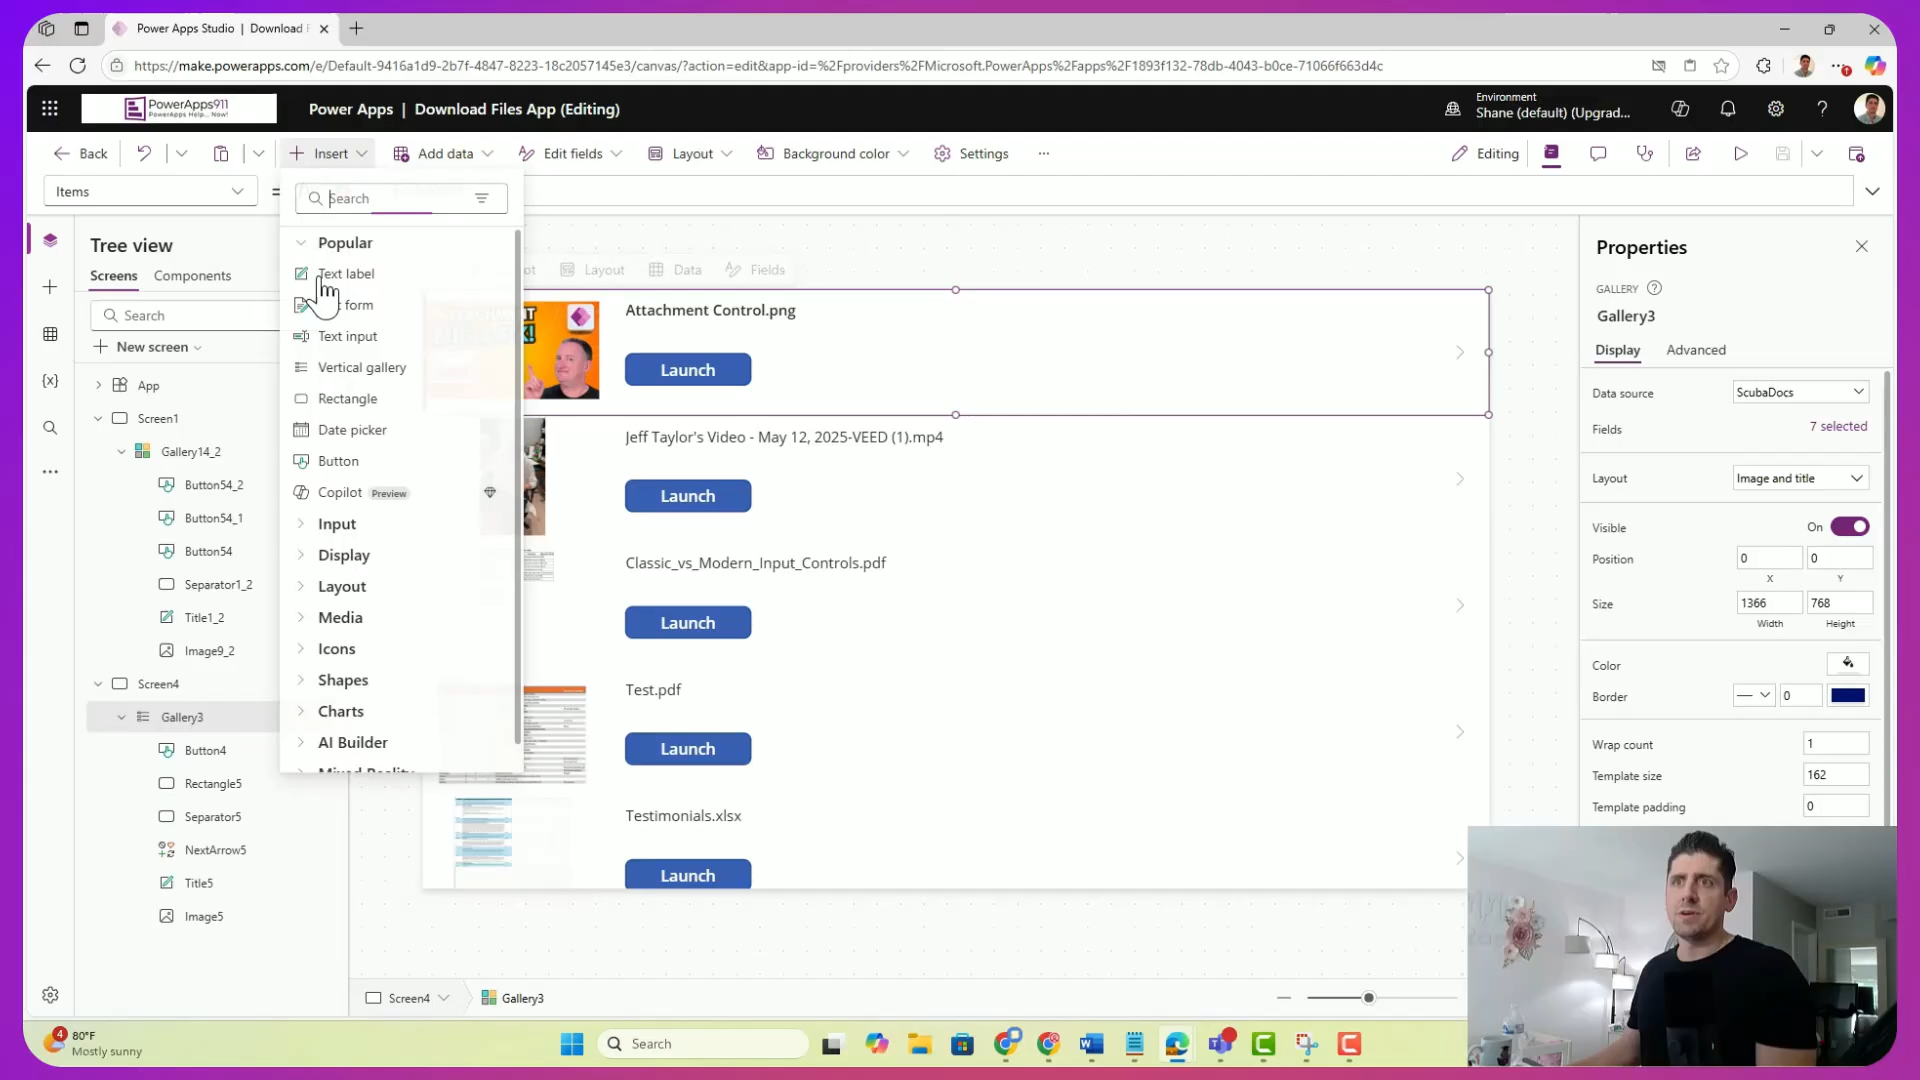 Power Apps Studio | Download F
https://make.powerapps.com/e/Default-9416a1d9-2b7f-4847-8223-18c2057145e3/canvas/?action=edit&app-id=%2Fproviders%2FMicrosoft.PowerApps%2Fapps%2F1893f132-78db-4043-b0ce-71066f663d4c
PowerApps911
PowerApps Help... Now!
Power Apps | Download Files App (Editing)
Environment
Shane (default) (Upgrad...
Back
Insert
Add data
Edit fields
Layout
Background color
Settings
Editing
Items
=
Search
Popular
Text label
form
Text input
Vertical gallery
Rectangle
Date picker
Button
Copilot Preview
Input
Display
Layout
Media
Icons
Shapes
Charts
AI Builder
Mixed Reality
Tree view
Screens
Components
Search
New screen
App
Screen1
Gallery14_2
Button54_2
Button54_1
Button54
Separator1_2
Title1_2
Image9_2
Screen4
Gallery3
Button4
Rectangle5
Separator5
NextArrow5
Title5
Image5
Layout
Data
Fields
Attachment Control.png
Launch
Jeff Taylor's Video - May 12, 2025-VEED (1).mp4
Launch
Classic_vs_Modern_Input_Controls.pdf
Launch
Test.pdf
Launch
Testimonials.xlsx
Launch
Properties
GALLERY
Gallery3
Display
Advanced
Data source
ScubaDocs
Fields
7 selected
Layout
Image and title
Visible
On
Position
0
0
X
Y
Size
1366
768
Width
Height
Color
Border
0
Wrap count
1
Template size
162
Template padding
0
Screen4
Gallery3
4
80°F
Mostly sunny
Search